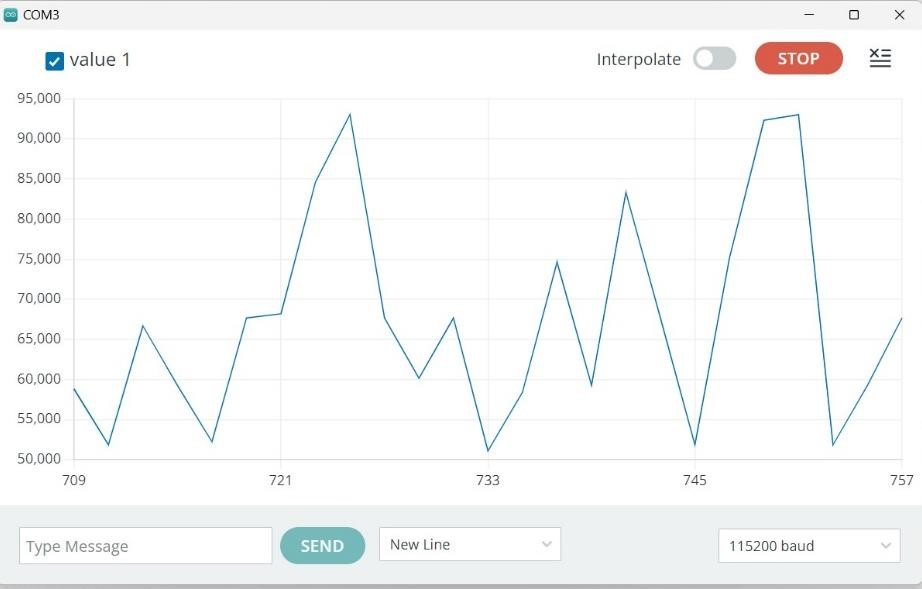 COM3
value 1
Interpolate
STOP
95,000
90,000
85,000
80,000
75,000
70,000
65,000
60,000
55,000
50,000
709 721 733 745 757
Type Message
SEND
New Line
115200 baud